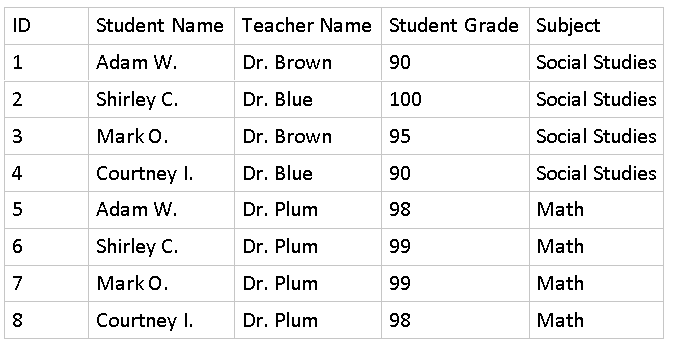 ID Student Name Teacher Name Student Grade Subject
1 Adam W. Dr. Brown 90 Social Studies
2 Shirley C. Dr. Blue 100 Social Studies
3 Mark O. Dr. Brown 95 Social Studies
4 Courtney I. Dr. Blue 90 Social Studies
5 Adam W. Dr. Plum 98 Math
6 Shirley C. Dr. Plum 99 Math
7 Mark O. Dr. Plum 99 Math
8 Courtney I. Dr. Plum 98 Math